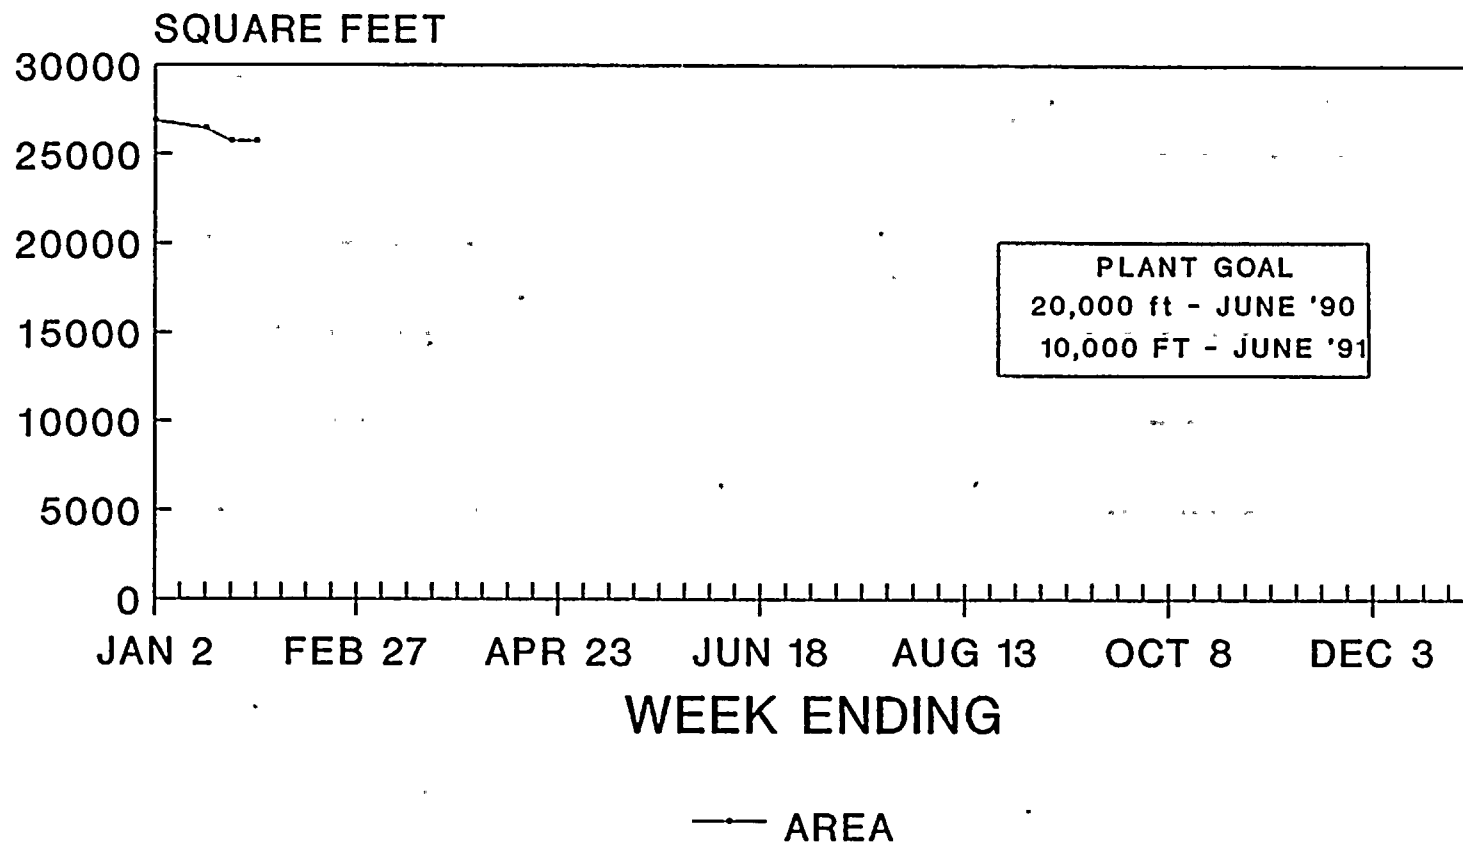 SQUARE FEET
30000
25000
20000
15000
10000
5000
0
PLANT GOAL
20,000 ft - JUNE '90
10,000 FT - JUNE '91
JAN 2 FEB 27 APR 23 JUN 18 AUG 13 OCT 8 DEC 3
WEEK ENDING
AREA